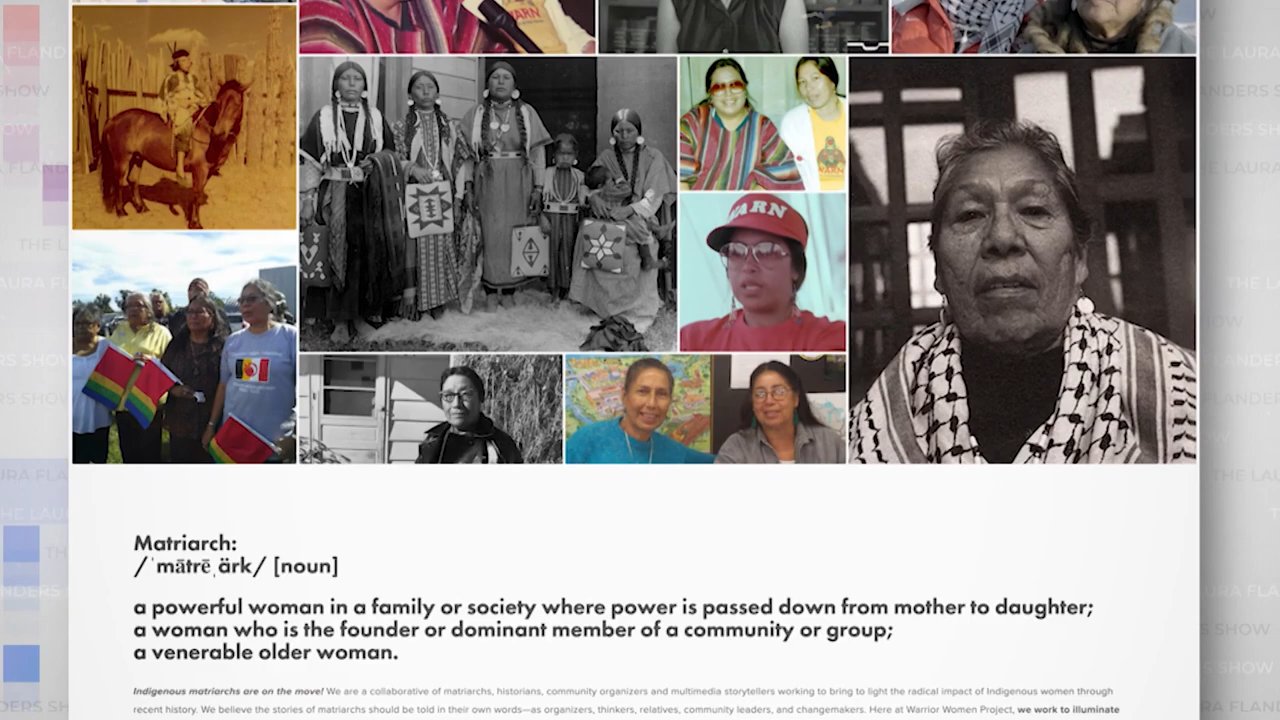 WARN
WARN
WARN
Matriarch:
/ˈmātrēˌärk/ [noun]
a powerful woman in a family or society where power is passed down from mother to daughter;
a woman who is the founder or dominant member of a community or group;
a venerable older woman.
Indigenous matriarchs are on the move! We are a collaborative of matriarchs, historians, community organizers and multimedia storytellers working to bring to light the radical impact of Indigenous women through
recent history. We believe the stories of matriarchs should be told in their own words—as organizers, thinkers, relatives, community leaders, and changemakers. Here at Warrior Women Project, we work to illuminate